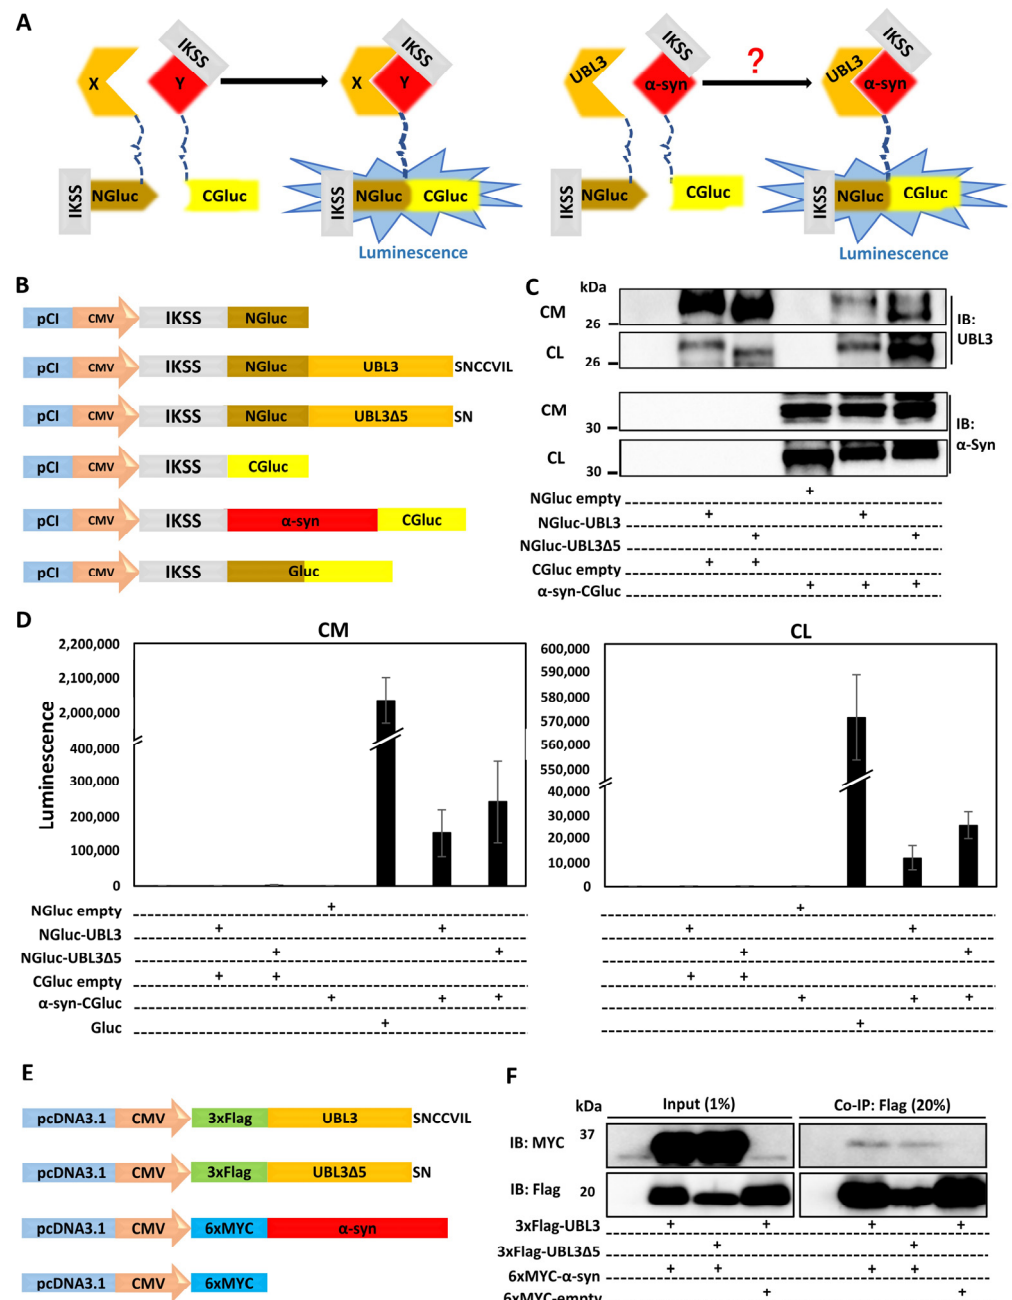 A
X
IKSS
Y
IKSS
X
Y
UBL3
IKSS
α-syn
?
IKSS
UBL3
α-syn
IKSS
NGluc
CGluc
IKSS
NGluc
CGluc
Luminescence
IKSS
NGluc
CGluc
IKSS
NGluc
CGluc
Luminescence
B
pCI CMV IKSS NGluc
pCI CMV IKSS NGluc UBL3 SNCCVIL
pCI CMV IKSS NGluc UBL3Δ5 SN
pCI CMV IKSS CGluc
pCI CMV IKSS α-syn CGluc
pCI CMV IKSS Gluc
C
kDa
CM
26
CL
26
IB:
UBL3
CM
30
CL
30
IB:
α-Syn
NGluc empty +
NGluc-UBL3 + +
NGluc-UBL3Δ5 + +
CGluc empty + +
α-syn-CGluc + + +
D
CM
Luminescence
2,200,000
2,100,000
2,000,000
400,000
300,000
200,000
100,000
0
CL
600,000
590,000
580,000
570,000
560,000
550,000
40,000
30,000
20,000
10,000
0
NGluc empty + +
NGluc-UBL3 + + + +
NGluc-UBL3Δ5 + + + +
CGluc empty + + + +
α-syn-CGluc + + + + + +
Gluc + +
E
pcDNA3.1 CMV 3xFlag UBL3 SNCCVIL
pcDNA3.1 CMV 3xFlag UBL3Δ5 SN
pcDNA3.1 CMV 6xMYC α-syn
pcDNA3.1 CMV 6xMYC
F
kDa Input (1%) Co-IP: Flag (20%)
IB: MYC 37
IB: Flag 20
3xFlag-UBL3 + + + +
3xFlag-UBL3Δ5 + +
6xMYC-α-syn + + + +
6xMYC-empty + +